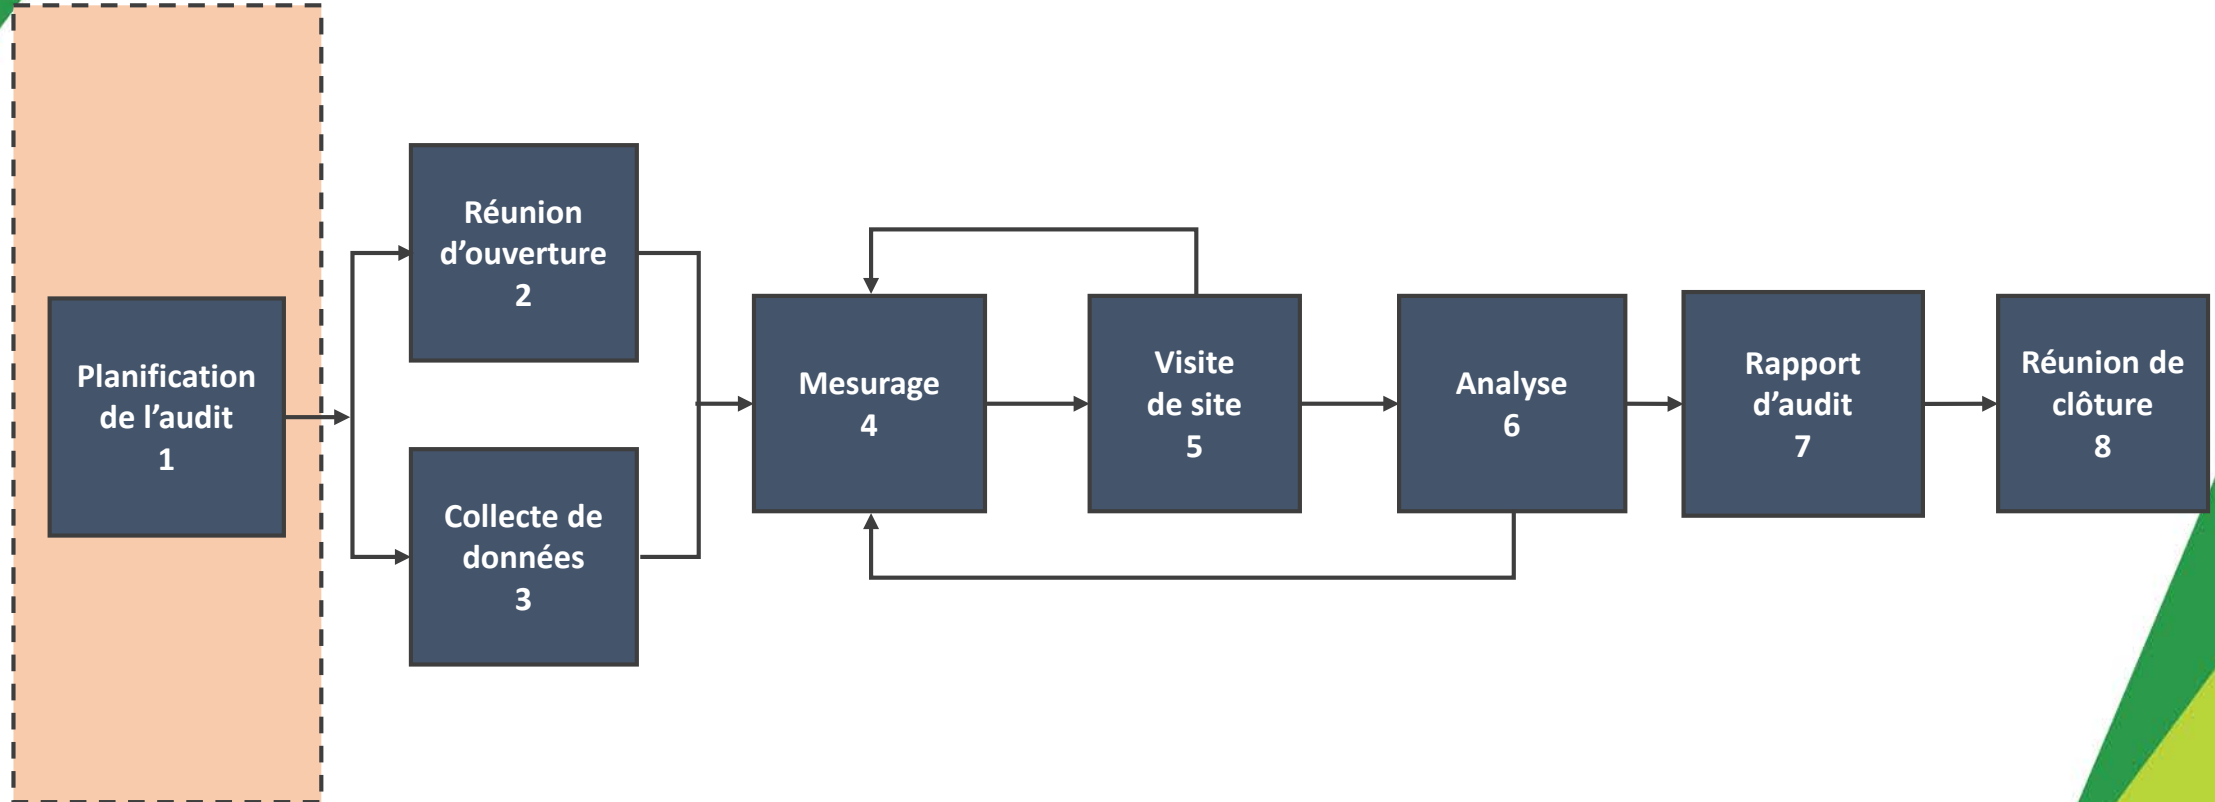 Planification
de l’audit
1
Réunion
d’ouverture
2
Collecte de
données
3
Mesurage
4
Visite
de site
5
Analyse
6
Rapport
d’audit
7
Réunion de
clôture
8